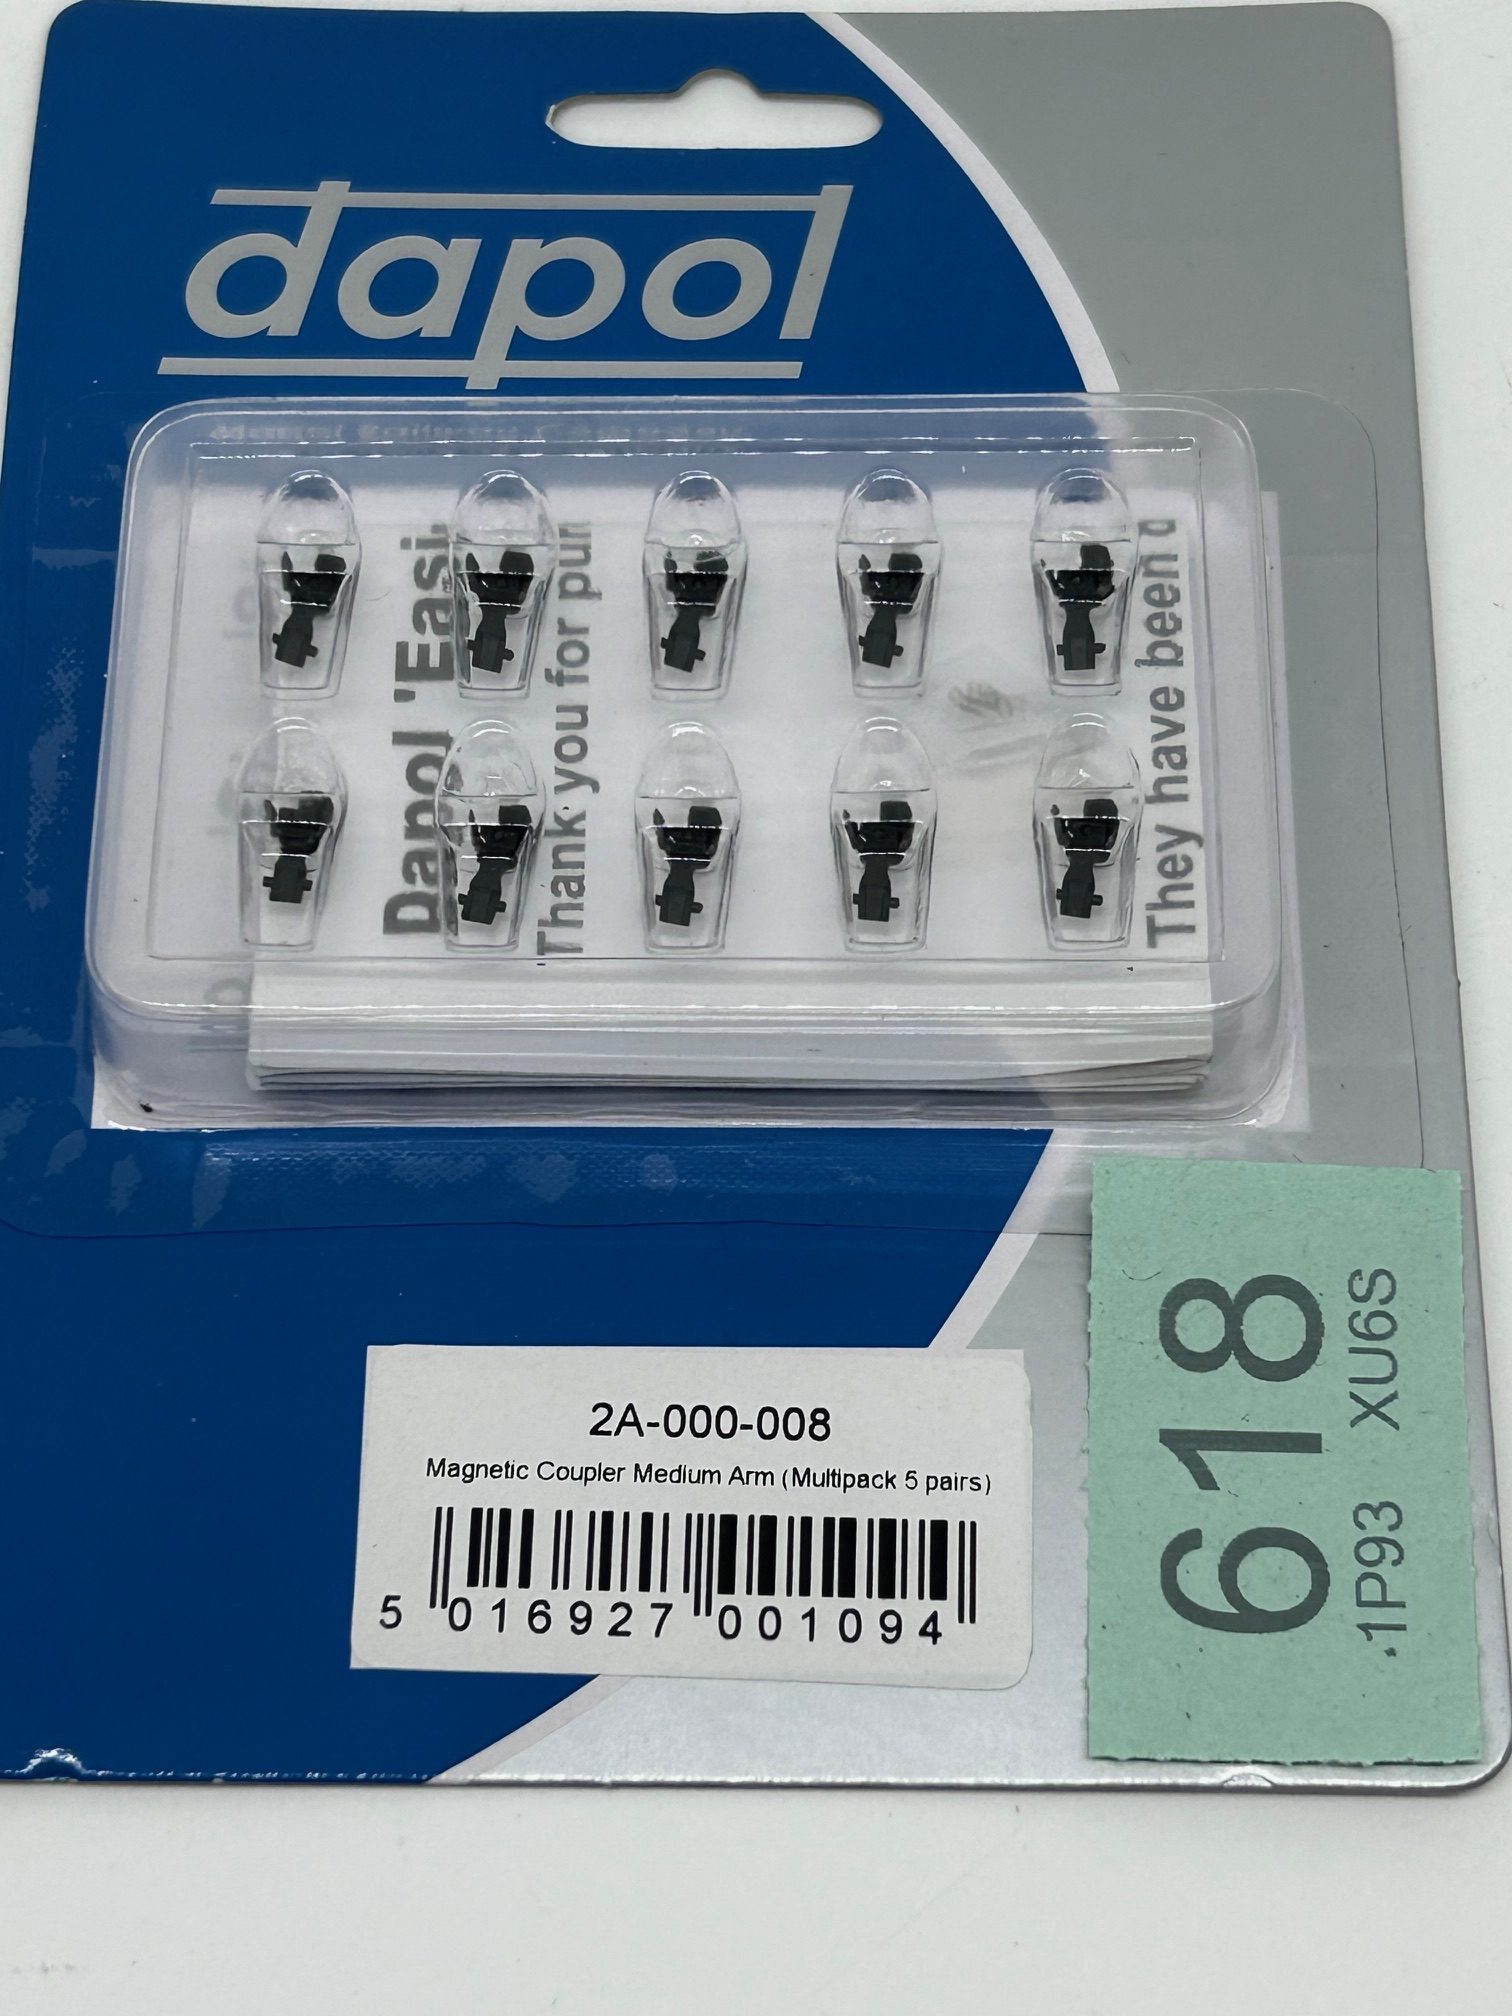 dapol
Dapol 'Easi
Thank you for pur
They have been d
2A-000-008
Magnetic Coupler Medium Arm (Multipack 5 pairs)
5 016927 001094
618
1P93 XU6S